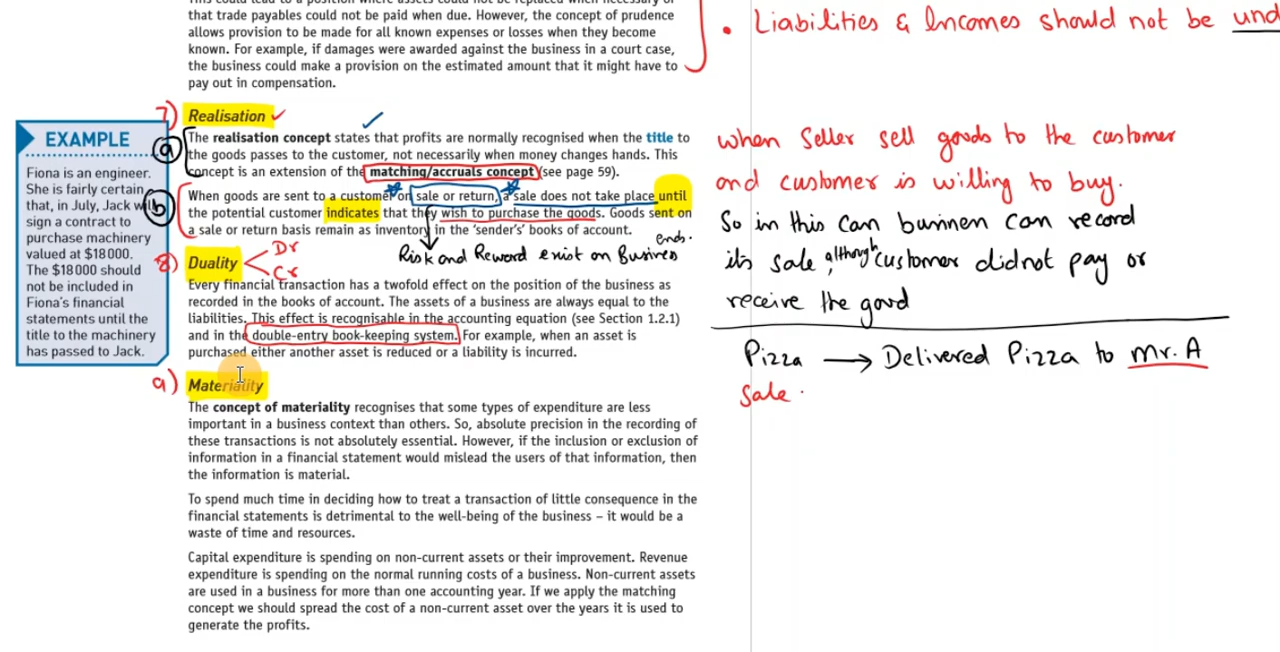 that trade payables could not be paid when due. However, the concept of prudence
allows provision to be made for all known expenses or losses when they become
known. For example, if damages were awarded against the business in a court case,
the business could make a provision on the estimated amount that it might have to
pay out in compensation.
• Liabilities & Incomes should not be und
7) Realisation
a
The realisation concept states that profits are normally recognised when the title to
the goods passes to the customer, not necessarily when money changes hands. This
concept is an extension of the matching/accruals concept (see page 59).
b
When goods are sent to a customer on sale or return, a sale does not take place until
the potential customer indicates that they wish to purchase the goods. Goods sent on
a sale or return basis remain as inventory in the 'sender's' books of account.
Risk and Reward exist on Business
ends.
8) Duality
Dr
Cr
Every financial transaction has a twofold effect on the position of the business as
recorded in the books of account. The assets of a business are always equal to the
liabilities. This effect is recognisable in the accounting equation (see Section 1.2.1)
and in the double-entry book-keeping system. For example, when an asset is
purchased either another asset is reduced or a liability is incurred.
9) Materiality
The concept of materiality recognises that some types of expenditure are less
important in a business context than others. So, absolute precision in the recording of
these transactions is not absolutely essential. However, if the inclusion or exclusion of
information in a financial statement would mislead the users of that information, then
the information is material.
To spend much time in deciding how to treat a transaction of little consequence in the
financial statements is detrimental to the well-being of the business – it would be a
waste of time and resources.
Capital expenditure is spending on non-current assets or their improvement. Revenue
expenditure is spending on the normal running costs of a business. Non-current assets
are used in a business for more than one accounting year. If we apply the matching
concept we should spread the cost of a non-current asset over the years it is used to
generate the profits.
EXAMPLE
Fiona is an engineer.
She is fairly certain
that, in July, Jack will
sign a contract to
purchase machinery
valued at $18000.
The $18000 should
not be included in
Fiona's financial
statements until the
title to the machinery
has passed to Jack.
when Seller sell goods to the customer
and customer is willing to buy.
So in this can business can record
its sale, although customer did not pay or
receive the good
Pizza → Delivered Pizza to Mr. A
Sale.